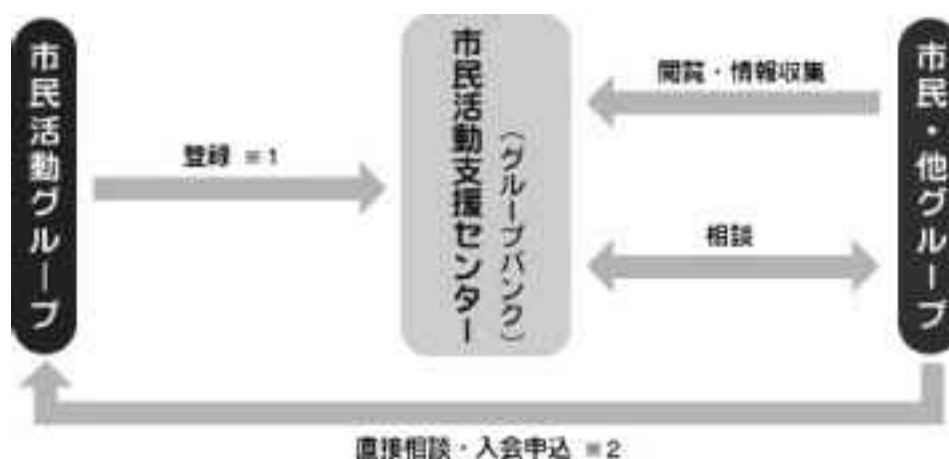 市民活動グループ
登録 ※1
市民活動支援センター
（グループバンク）
閲覧・情報収集
相談
市民・他グループ
直接相談・入会申込 ※2